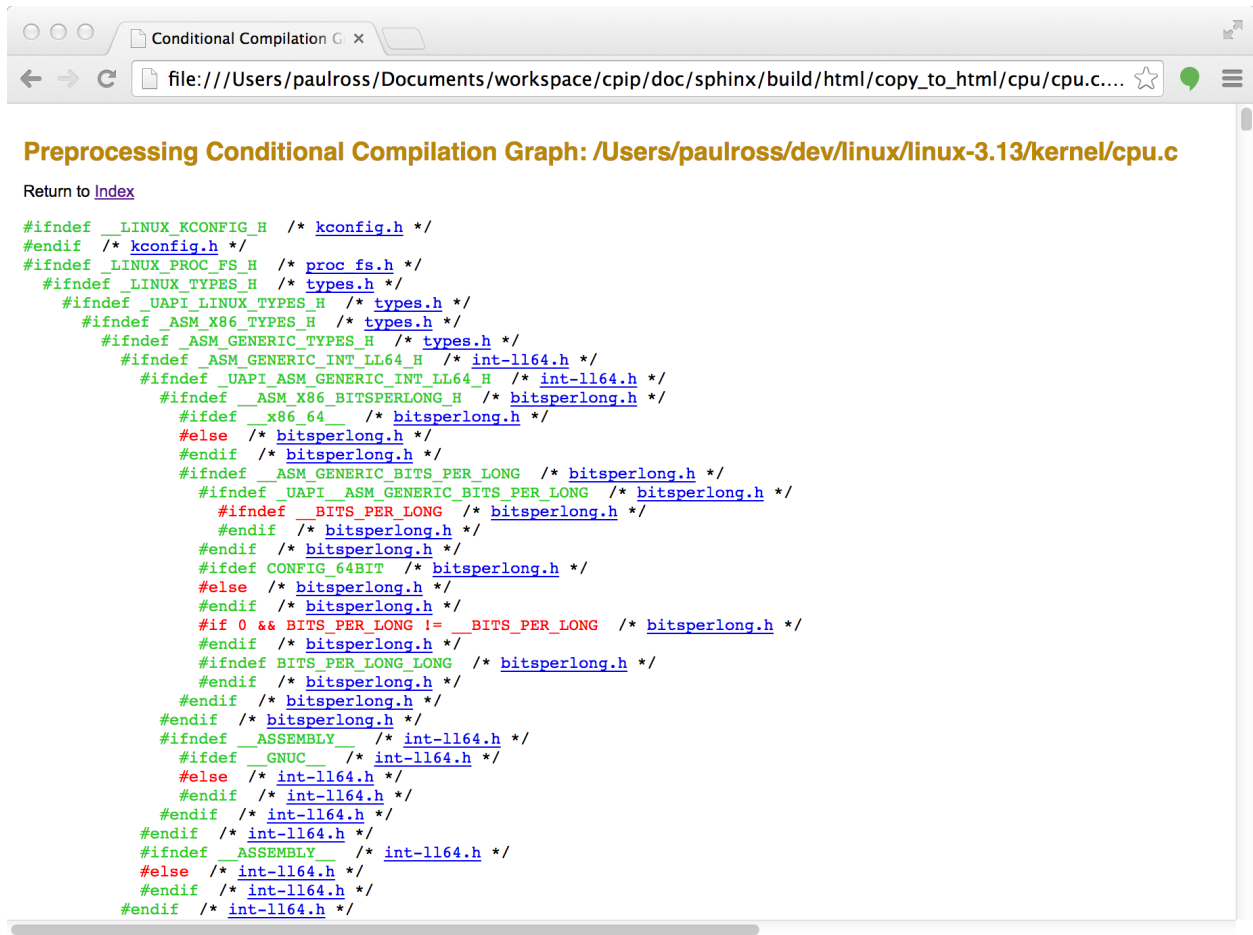 Conditional Compilation G
file:///Users/paulross/Documents/workspace/cpip/doc/sphinx/build/html/copy_to_html/cpu/cpu.c....
Preprocessing Conditional Compilation Graph: /Users/paulross/dev/linux/linux-3.13/kernel/cpu.c
Return to Index
#ifndef __LINUX_KCONFIG_H /* kconfig.h */
#endif /* kconfig.h */
#ifndef _LINUX_PROC_FS_H /* proc_fs.h */
#ifndef _LINUX_TYPES_H /* types.h */
#ifndef _UAPI_LINUX_TYPES_H /* types.h */
#ifndef _ASM_X86_TYPES_H /* types.h */
#ifndef _ASM_GENERIC_TYPES_H /* types.h */
#ifndef _ASM_GENERIC_INT_LL64_H /* int-ll64.h */
#ifndef _UAPI_ASM_GENERIC_INT_LL64_H /* int-ll64.h */
#ifndef __ASM_X86_BITSPERLONG_H /* bitsperlong.h */
#ifdef __x86_64__ /* bitsperlong.h */
#else /* bitsperlong.h */
#endif /* bitsperlong.h */
#ifndef __ASM_GENERIC_BITS_PER_LONG /* bitsperlong.h */
#ifndef _UAPI__ASM_GENERIC_BITS_PER_LONG /* bitsperlong.h */
#ifndef __BITS_PER_LONG /* bitsperlong.h */
#endif /* bitsperlong.h */
#endif /* bitsperlong.h */
#ifdef CONFIG_64BIT /* bitsperlong.h */
#else /* bitsperlong.h */
#endif /* bitsperlong.h */
#if 0 && BITS_PER_LONG != __BITS_PER_LONG /* bitsperlong.h */
#endif /* bitsperlong.h */
#ifndef BITS_PER_LONG_LONG /* bitsperlong.h */
#endif /* bitsperlong.h */
#endif /* bitsperlong.h */
#endif /* bitsperlong.h */
#ifndef __ASSEMBLY__ /* int-ll64.h */
#ifdef __GNUC__ /* int-ll64.h */
#else /* int-ll64.h */
#endif /* int-ll64.h */
#endif /* int-ll64.h */
#endif /* int-ll64.h */
#ifndef __ASSEMBLY__ /* int-ll64.h */
#else /* int-ll64.h */
#endif /* int-ll64.h */
#endif /* int-ll64.h */